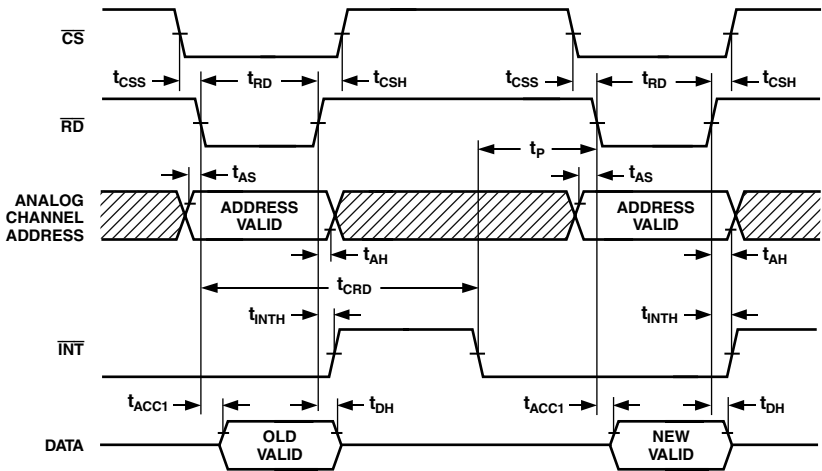 CS
tCSS
tRD
tCSH
tCSS
tRD
tCSH
RD
tP
tAS
tAS
ANALOG
CHANNEL
ADDRESS
ADDRESS
VALID
ADDRESS
VALID
tAH
tAH
tCRD
tINTH
tINTH
INT
tACC1
tDH
tACC1
tDH
DATA
OLD
VALID
NEW
VALID